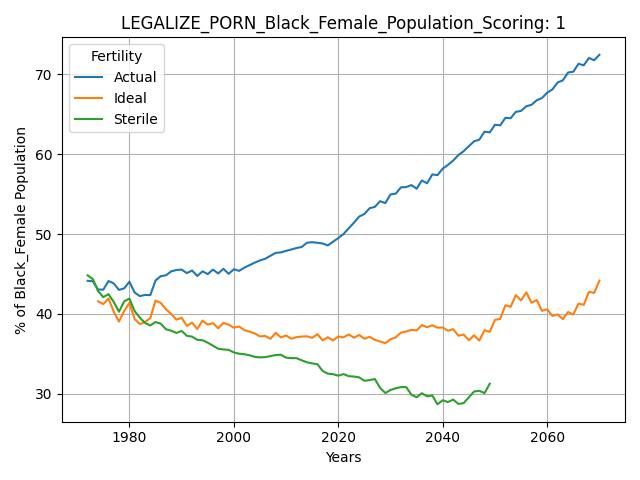 LEGALIZE_PORN_Black_Female_Population_Scoring: 1
Fertility
Actual
Ideal
Sterile
% of Black_Female Population
70
60
50
40
30
1980
2000
2020
2040
2060
Years